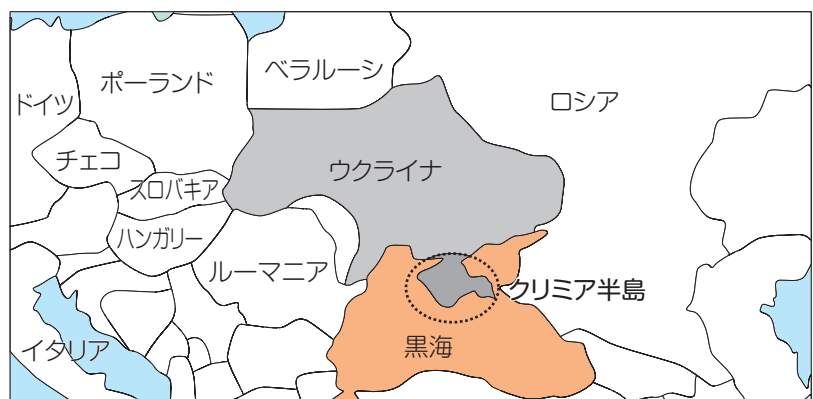 ベラルーシ
ポーランド
ドイツ
ロシア
チェコ
ウクライナ
スロバキア
ハンガリー
ルーマニア
クリミア半島
イタリア
黒海